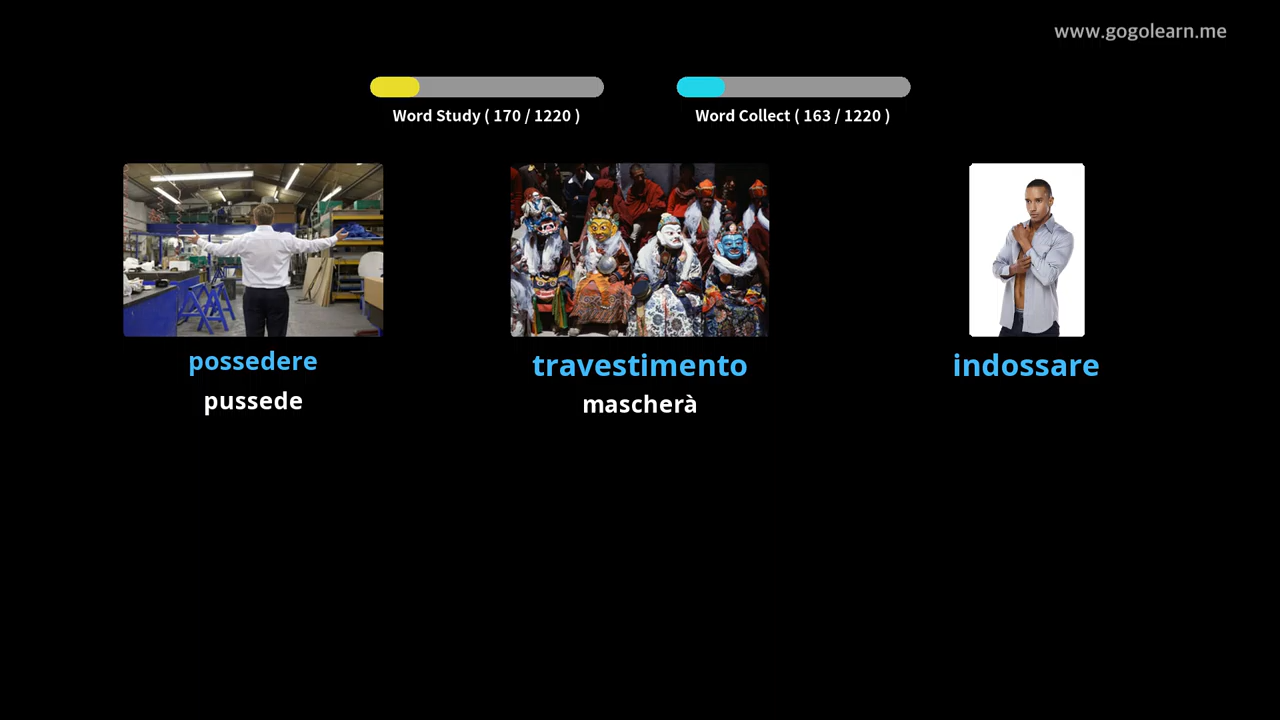 www.gogolearn.me
Word Study ( 170 / 1220 )
Word Collect ( 163 / 1220 )
possedere
travestimento
indossare
pussede
mascherà